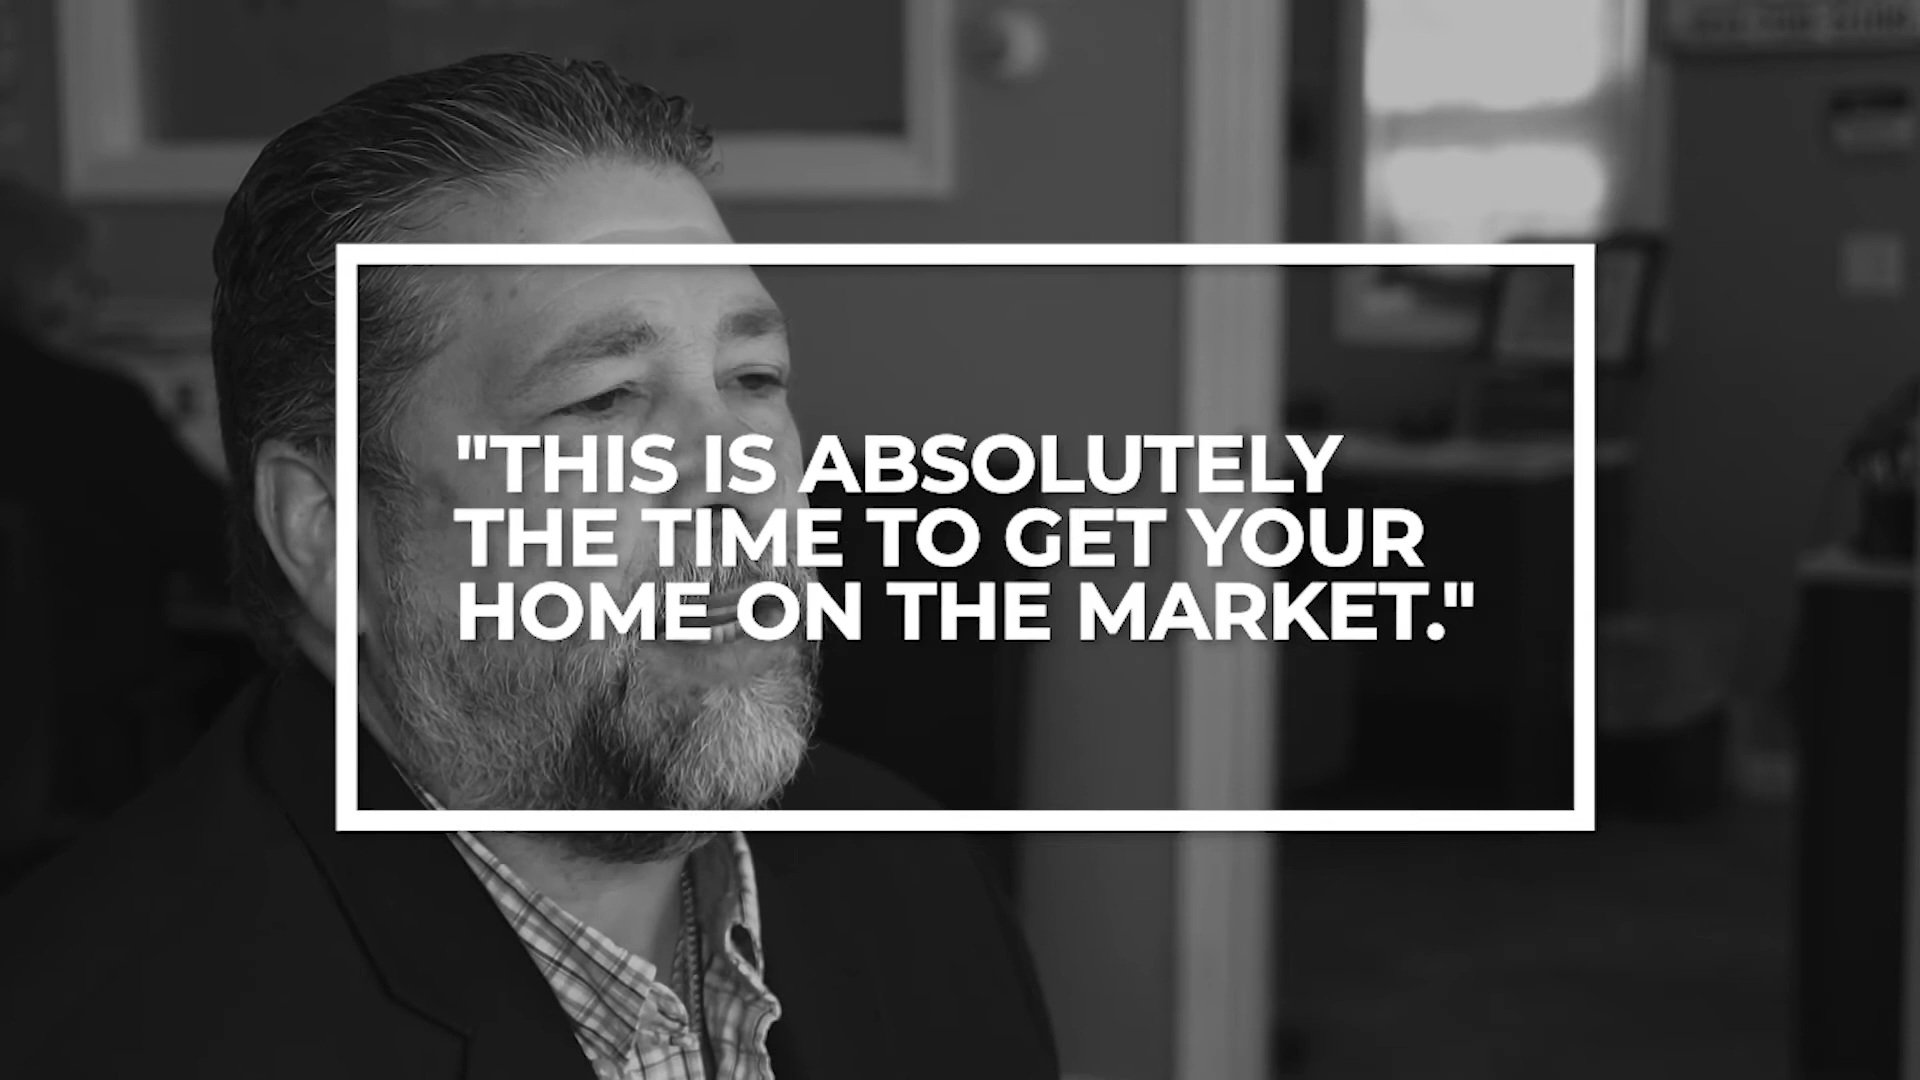 "THIS IS ABSOLUTELY
THE TIME TO GET YOUR
HOME ON THE MARKET."